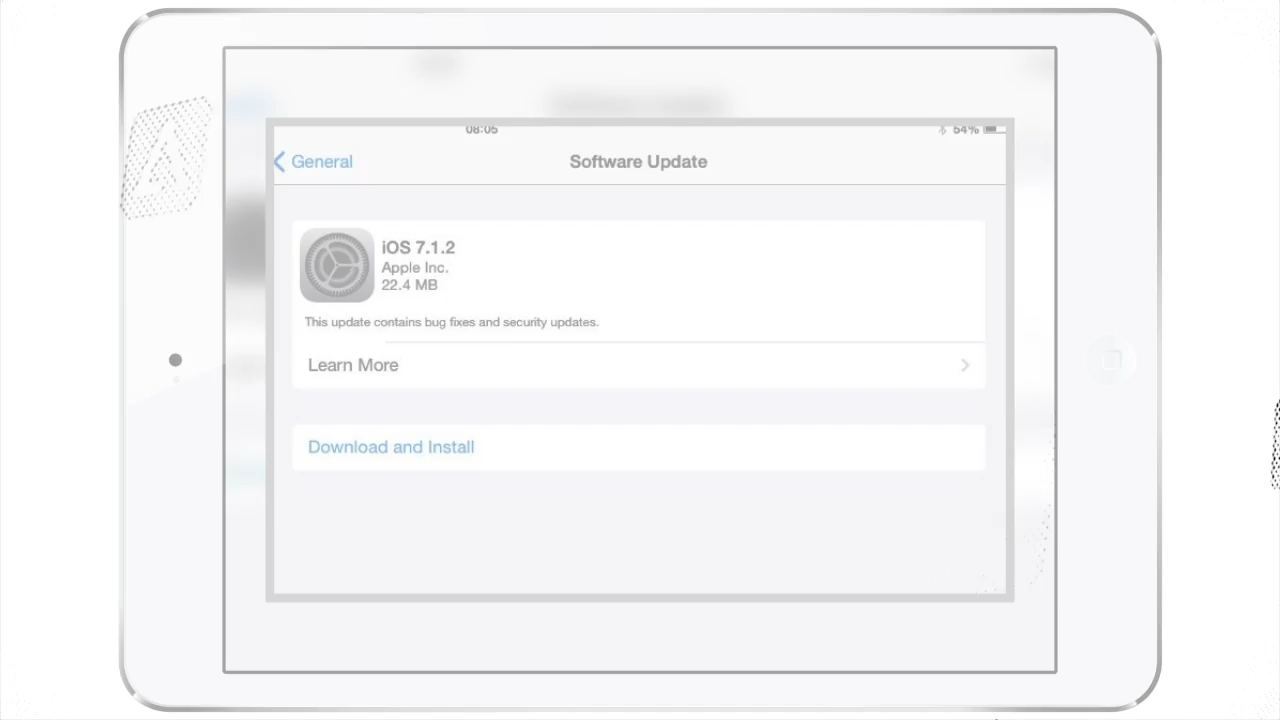 08:05
54%
General
Software Update
iOS 7.1.2
Apple Inc.
22.4 MB
This update contains bug fixes and security updates.
Learn More
Download and Install